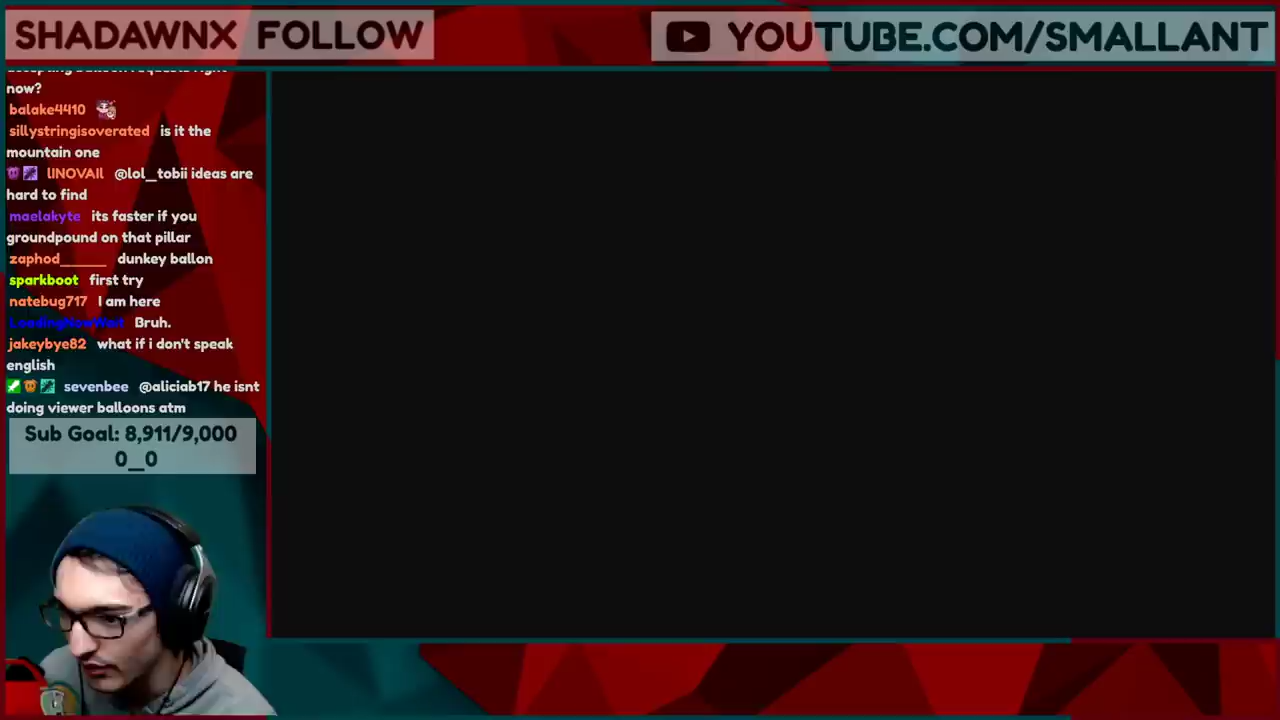 SHADAWNX FOLLOW
YOUTUBE.COM/SMALLANT
now?
balake4410
sillystringisoverated is it the
mountain one
lINOVAIl @lol_tobii ideas are
hard to find
maelakyte its faster if you
groundpound on that pillar
zaphod______ dunkey ballon
sparkboot first try
natebug717 I am here
LoadingNowWait Bruh.
jakeybye82 what if i don't speak
english
sevenbee @aliciab17 he isnt
doing viewer balloons atm
Sub Goal: 8,911/9,000
0_0